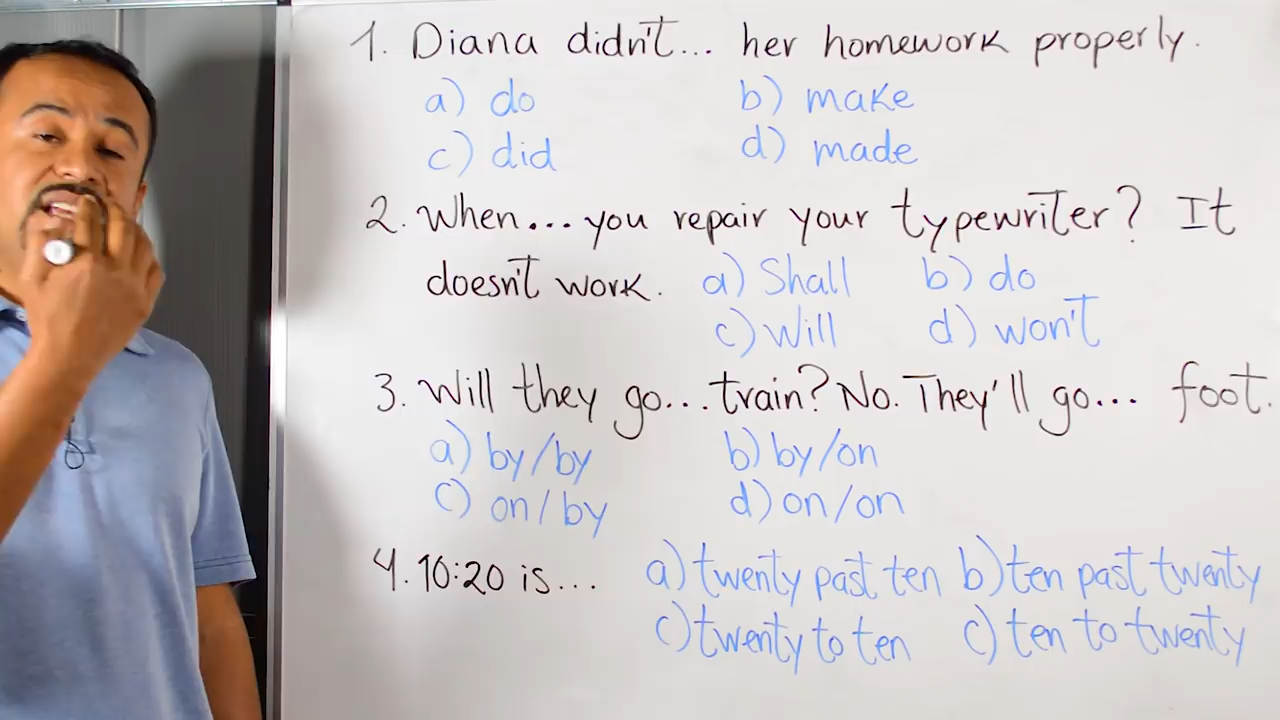 1. Diana didn't... her homework properly.
a) do b) make
c) did d) made
2. When... you repair your typewriter? It
doesn't work. a) Shall b) do
c) Will d) won't
3. Will they go... train? No. They'll go... foot.
a) by/by b) by/on
c) on/by d) on/on
4. 10:20 is... a) twenty past ten b) ten past twenty
c) twenty to ten c) ten to twenty